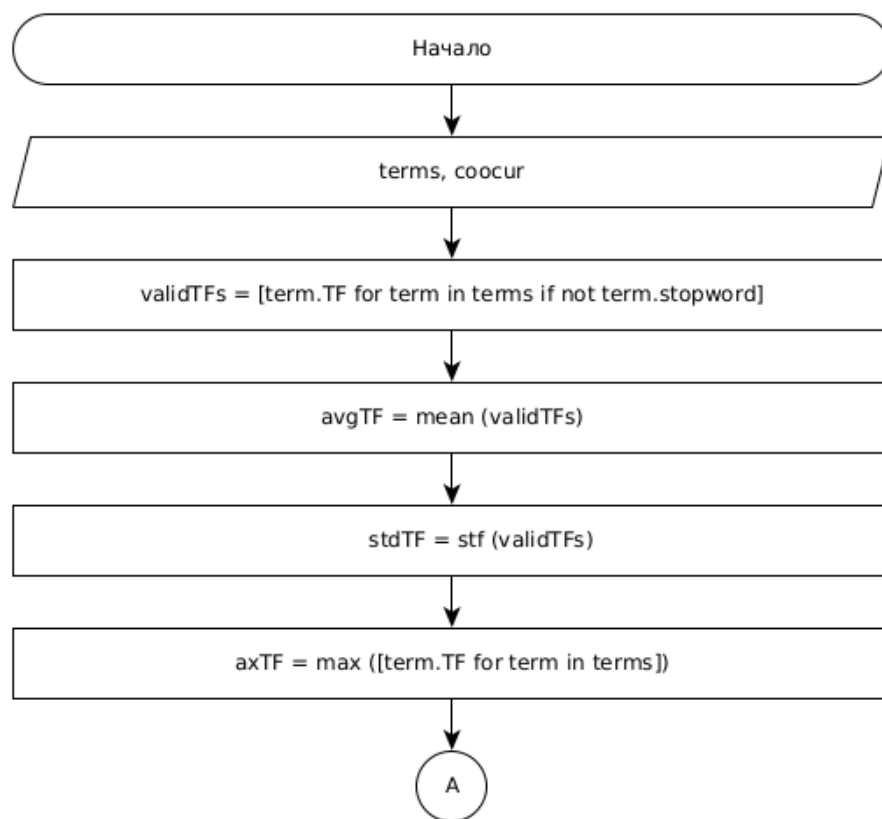 Начало
terms, coocur
validTFs = [term.TF for term in terms if not term.stopword]
avgTF = mean (validTFs)
stdTF = stf (validTFs)
axTF = max ([term.TF for term in terms])
A